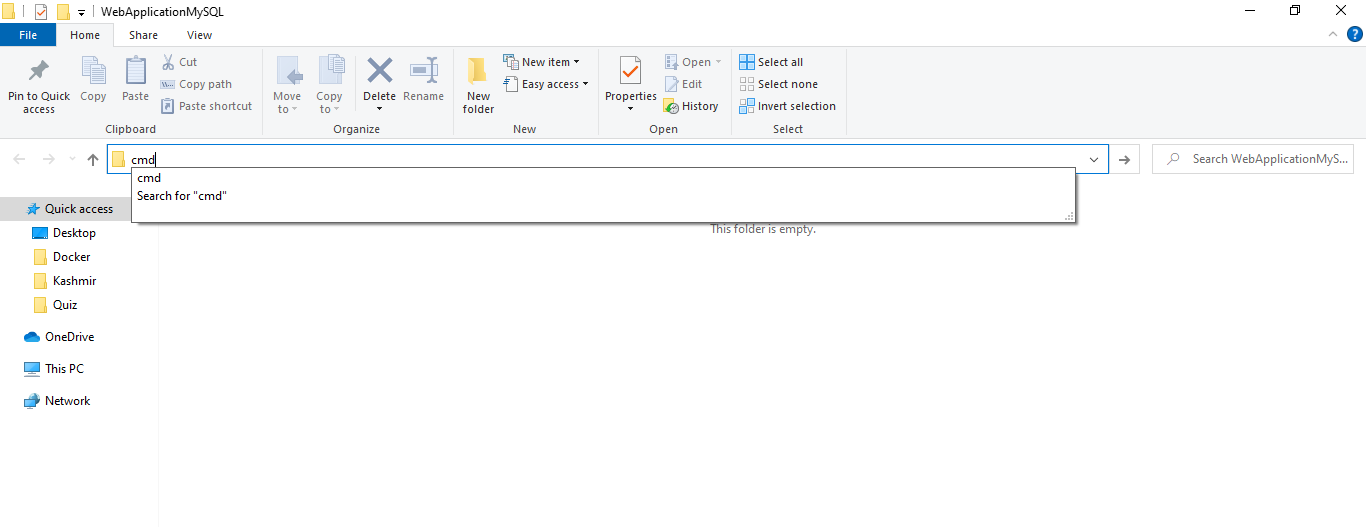 WebApplicationMySQL
File Home Share View
Pin to Quick access
Copy
Paste
Cut
Copy path
Paste shortcut
Clipboard
Move to
Copy to
Delete
Rename
Organize
New folder
New item
Easy access
New
Properties
Open
Edit
History
Open
Select all
Select none
Invert selection
Select
cmd
Search WebApplicationMyS...
cmd
Search for "cmd"
This folder is empty.
Quick access
Desktop
Docker
Kashmir
Quiz
OneDrive
This PC
Network